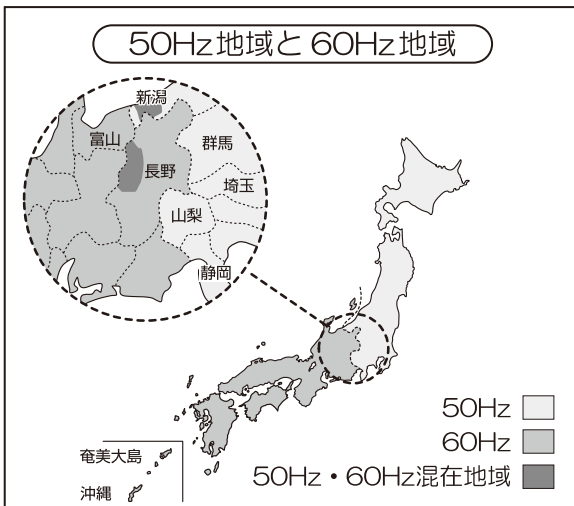 50Hz地域と60Hz地域
新潟
富山
群馬
長野
埼玉
山梨
静岡
50Hz
60Hz
50Hz・60Hz混在地域
奄美大島
沖縄